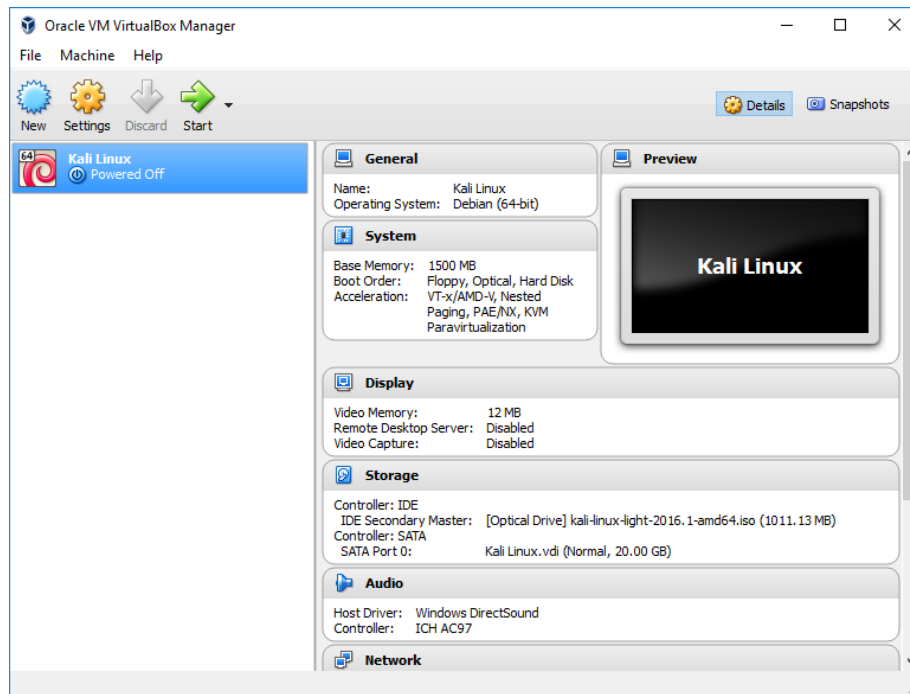 Oracle VM VirtualBox Manager
File Machine Help
New Settings Discard Start
Details Snapshots
64
Kali Linux
Powered Off
General
Name: Kali Linux
Operating System: Debian (64-bit)
System
Base Memory: 1500 MB
Boot Order: Floppy, Optical, Hard Disk
Acceleration: VT-x/AMD-V, Nested
Paging, PAE/NX, KVM
Paravirtualization
Preview
Kali Linux
Display
Video Memory: 12 MB
Remote Desktop Server: Disabled
Video Capture: Disabled
Storage
Controller: IDE
IDE Secondary Master: [Optical Drive] kali-linux-light-2016.1-amd64.iso (1011.13 MB)
Controller: SATA
SATA Port 0: Kali Linux.vdi (Normal, 20.00 GB)
Audio
Host Driver: Windows DirectSound
Controller: ICH AC97
Network